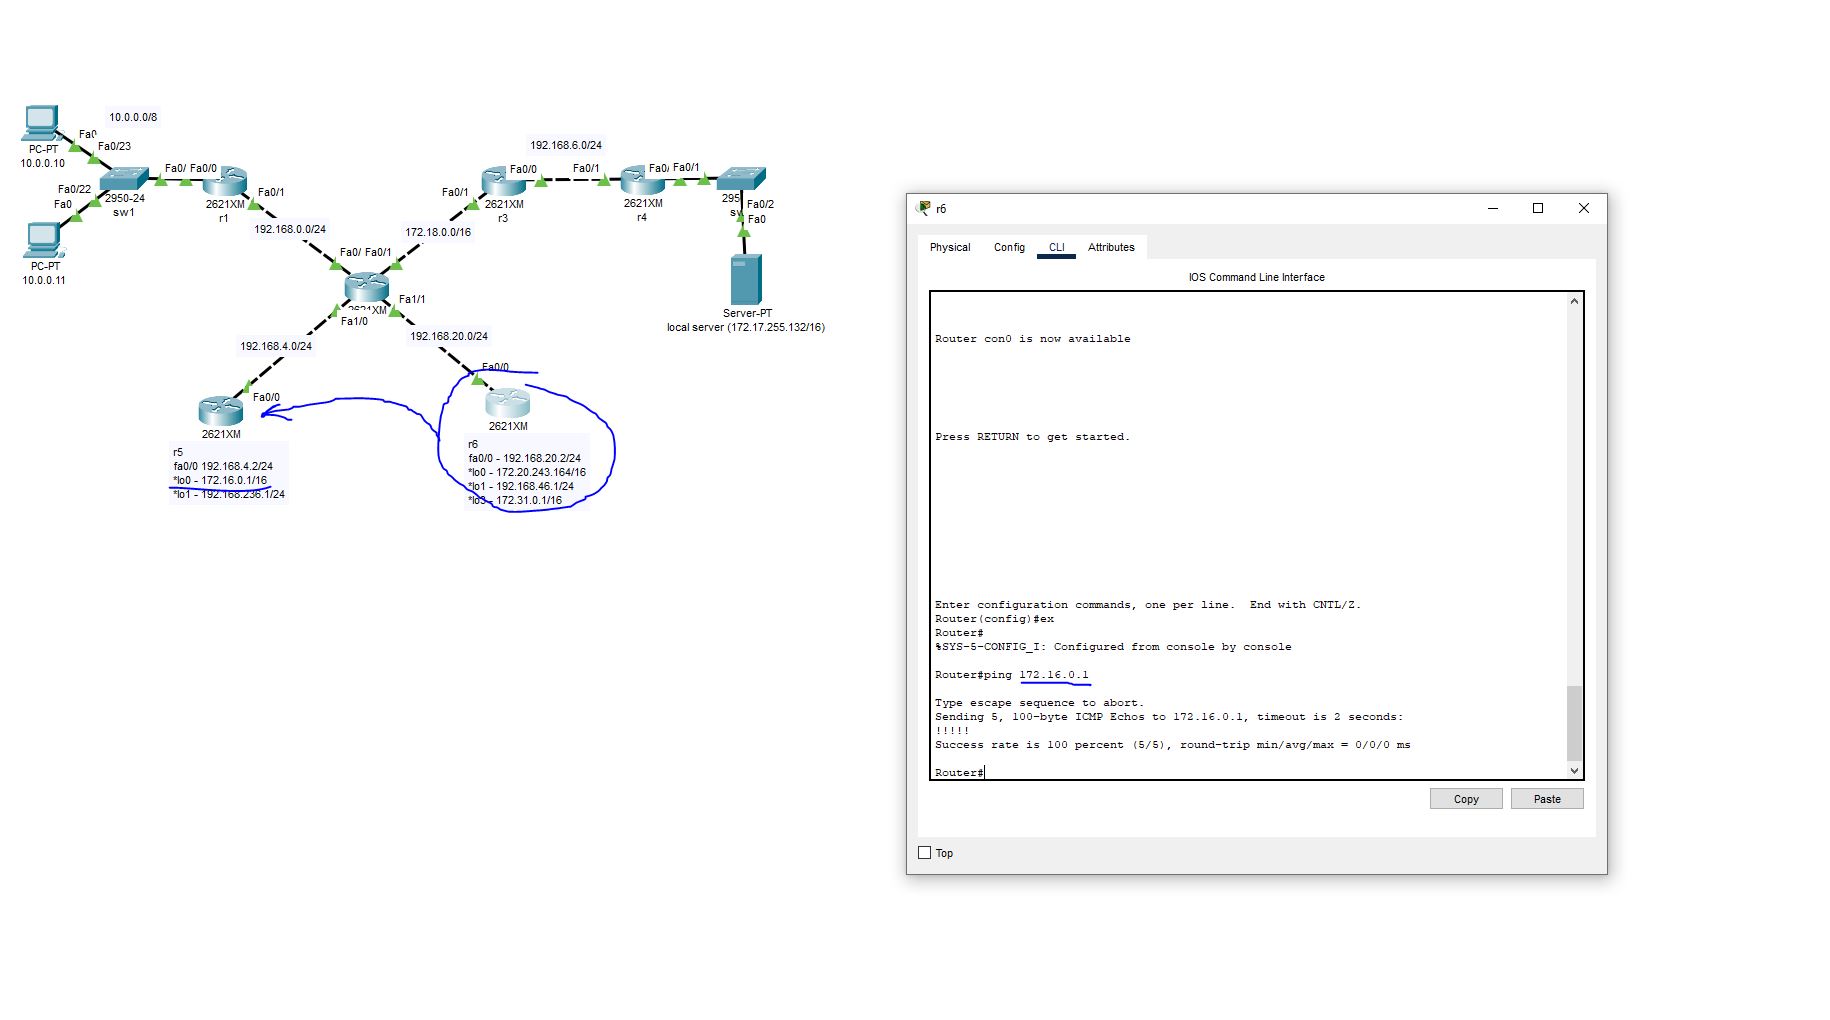 10.0.0.0/8
Fa0
Fa0/23
PC-PT
10.0.0.10
Fa0/22
Fa0
2950-24
sw1
PC-PT
10.0.0.11
Fa0/ Fa0/0
2621XM
r1
Fa0/1
192.168.0.0/24
192.168.6.0/24
Fa0/0
Fa0/1
Fa0/1
2621XM
r3
172.18.0.0/16
Fa0/ Fa0/1
2621XM
r4
Fa0/2
Fa0
Server-PT
local server (172.17.255.132/16)
Fa0/ Fa0/1
Fa1/1
Fa1/0
192.168.4.0/24
192.168.20.0/24
Fa0/0
2621XM
r5
fa0/0 192.168.4.2/24
*lo0 - 172.16.0.1/16
*lo1 - 192.168.236.1/24
Fa0/0
2621XM
r6
fa0/0 - 192.168.20.2/24
*lo0 - 172.20.243.164/16
*lo1 - 192.168.46.1/24
*lo3 - 172.31.0.1/16
r6
Physical Config CLI Attributes
IOS Command Line Interface
Router con0 is now available
Press RETURN to get started.
Enter configuration commands, one per line.  End with CNTL/Z.
Router(config)#ex
Router#
%SYS-5-CONFIG_I: Configured from console by console
Router#ping 172.16.0.1
Type escape sequence to abort.
Sending 5, 100-byte ICMP Echos to 172.16.0.1, timeout is 2 seconds:
!!!!!
Success rate is 100 percent (5/5), round-trip min/avg/max = 0/0/0 ms
Router#
Copy Paste
Top